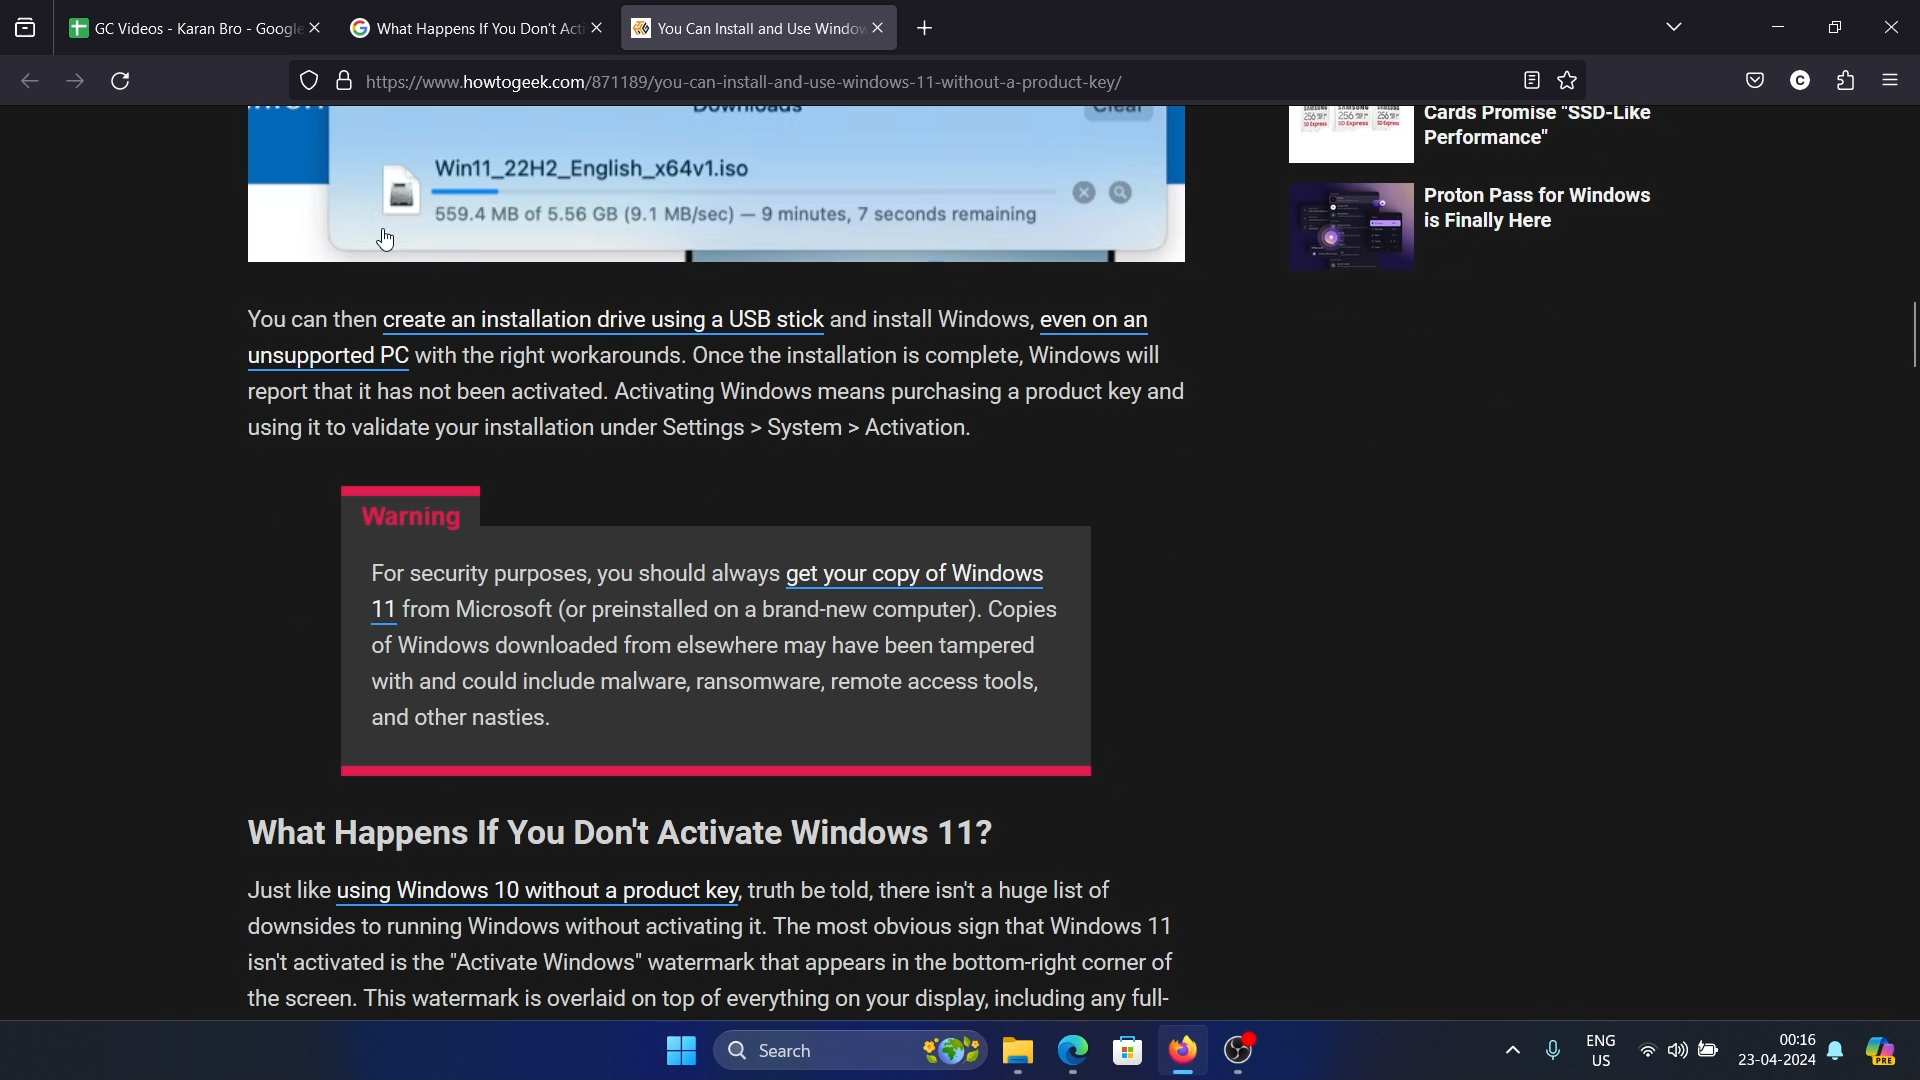 GC Videos - Karan Bro - Google
What Happens If You Don't Acti
You Can Install and Use Window
https://www.howtogeek.com/871189/you-can-install-and-use-windows-11-without-a-product-key/
Downloads
Clear
Win11_22H2_English_x64v1.iso
559.4 MB of 5.56 GB (9.1 MB/sec) — 9 minutes, 7 seconds remaining
Cards Promise "SSD-Like
Performance"
Proton Pass for Windows
is Finally Here
You can then create an installation drive using a USB stick and install Windows, even on an
unsupported PC with the right workarounds. Once the installation is complete, Windows will
report that it has not been activated. Activating Windows means purchasing a product key and
using it to validate your installation under Settings > System > Activation.
Warning
For security purposes, you should always get your copy of Windows
11 from Microsoft (or preinstalled on a brand-new computer). Copies
of Windows downloaded from elsewhere may have been tampered
with and could include malware, ransomware, remote access tools,
and other nasties.
What Happens If You Don't Activate Windows 11?
Just like using Windows 10 without a product key, truth be told, there isn't a huge list of
downsides to running Windows without activating it. The most obvious sign that Windows 11
isn't activated is the "Activate Windows" watermark that appears in the bottom-right corner of
the screen. This watermark is overlaid on top of everything on your display, including any full-
Search
ENG
US
00:16
23-04-2024
PRE